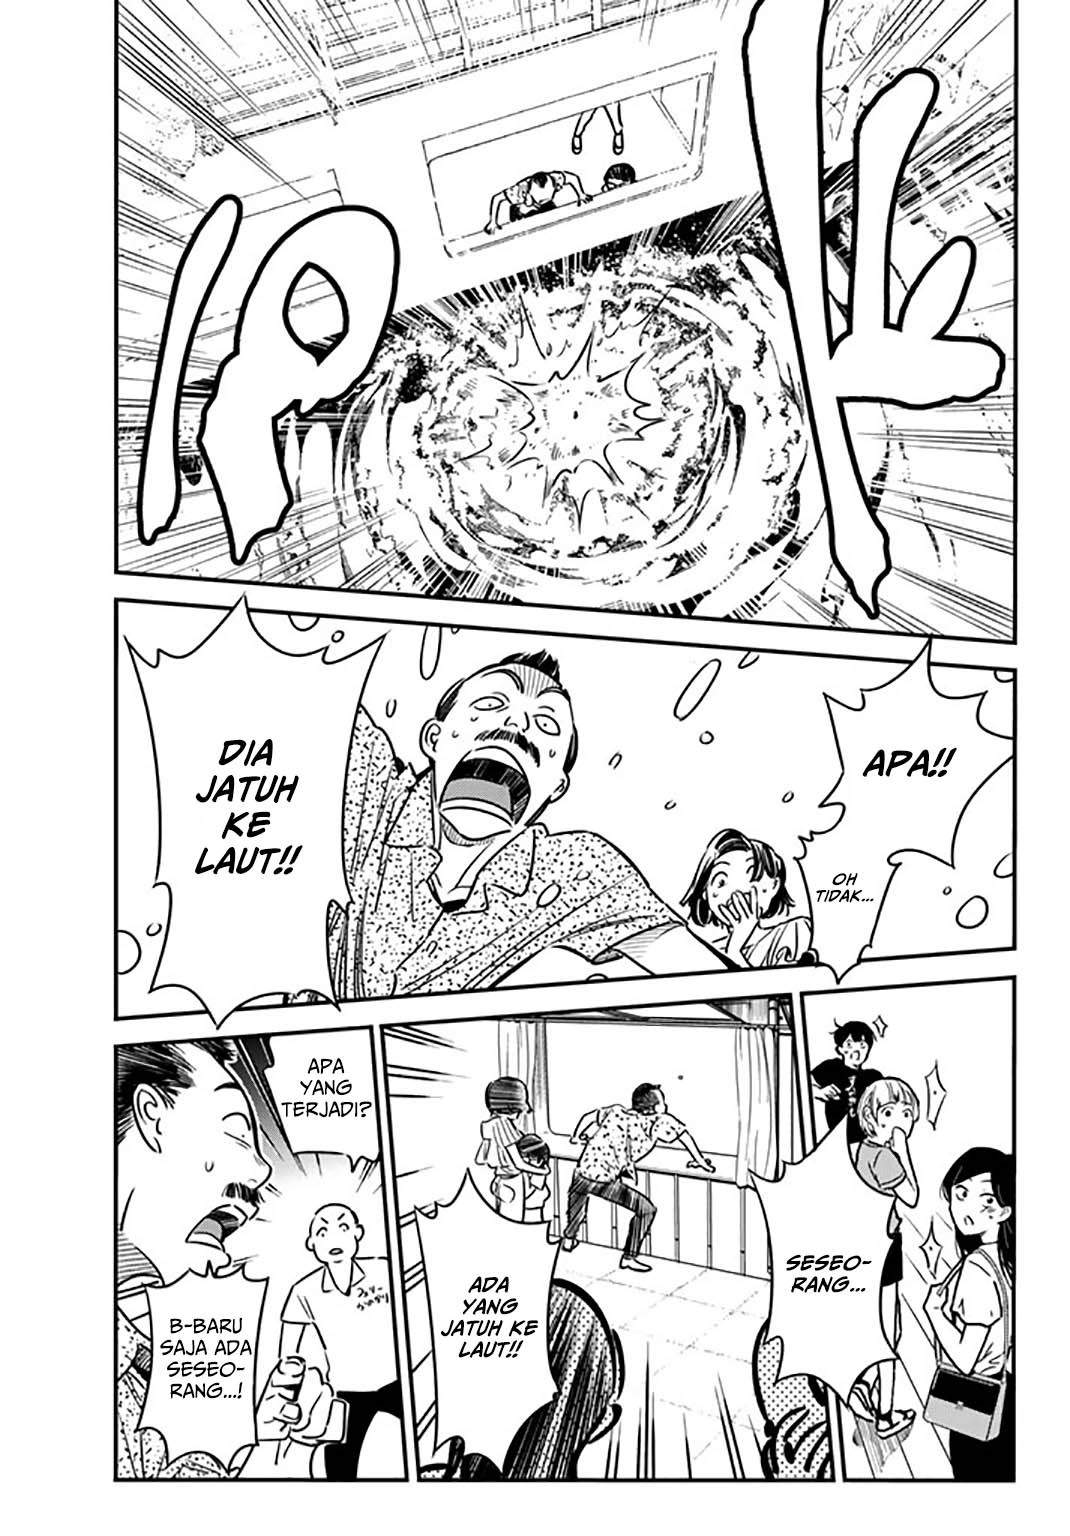 APA!!
OH
TIDAK...
DIA
JATUH
KE
LAUT!!
SESEO-
RANG...
ADA
YANG
JATUH KE
LAUT!!
APA
YANG
TERJADI?
B-BARU
SAJA ADA
SESEO-
RANG...!